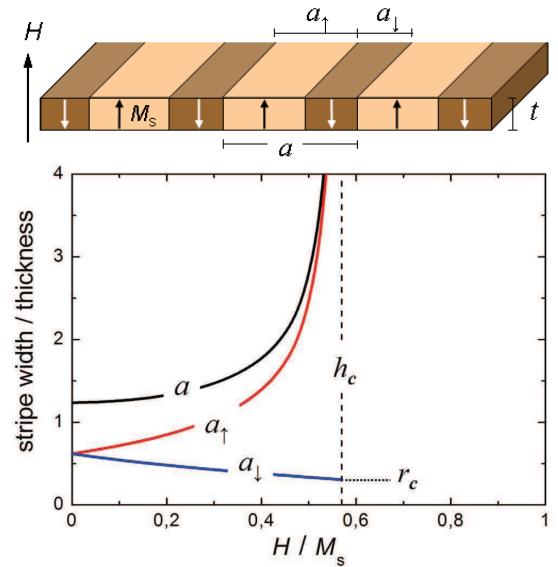 a↑ a↓
H
Ms
t
a
4
3
2
1
0
stripe width / thickness
a
a↑
a↓
hc
rc
0 0,2 0,4 0,6 0,8 1
H / Ms